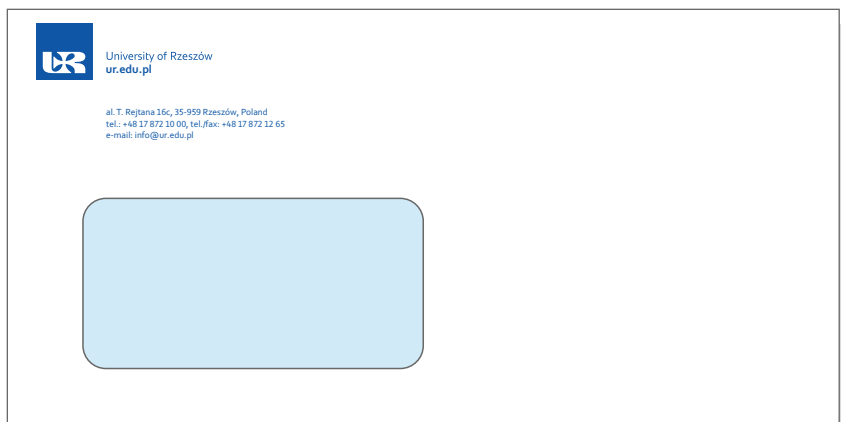 UR
University of Rzeszów
ur.edu.pl
al. T. Rejtana 16c, 35-959 Rzeszów, Poland
tel.: +48 17 872 10 00, tel./fax: +48 17 872 12 65
e-mail: info@ur.edu.pl